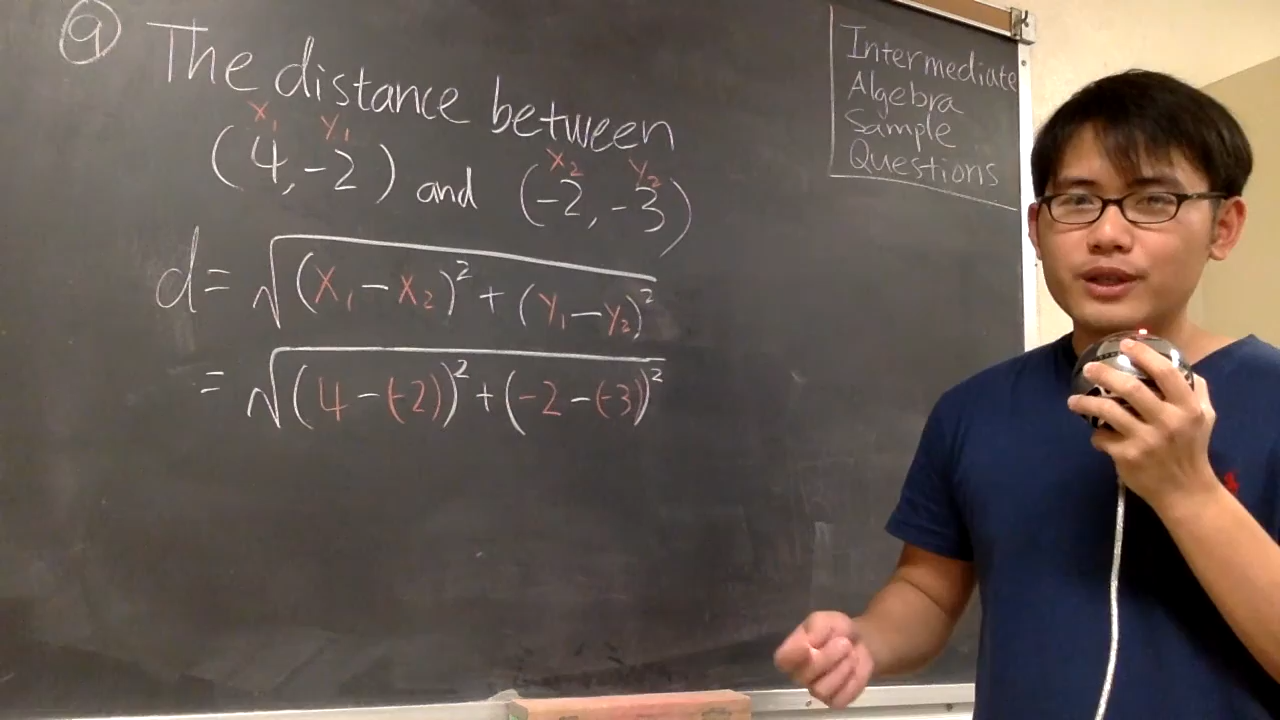 ⑨ The distance between
x₁ y₁ x₂ y₂
(4,-2) and (-2,-3)
d = √(x₁ - x₂)² + (y₁ - y₂)²
= √(4 - (-2))² + (-2 - (-3))²
Intermediate
Algebra
Sample
Questions